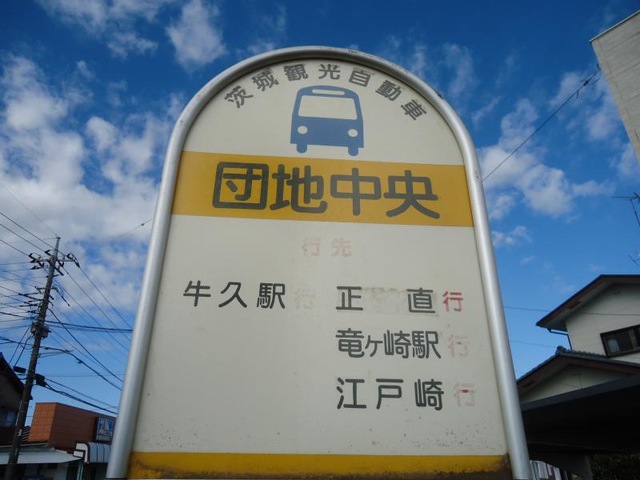 茨城観光自動車
団地中央
行先
牛久駅行 正直行
竜ヶ崎駅行
江戸崎行